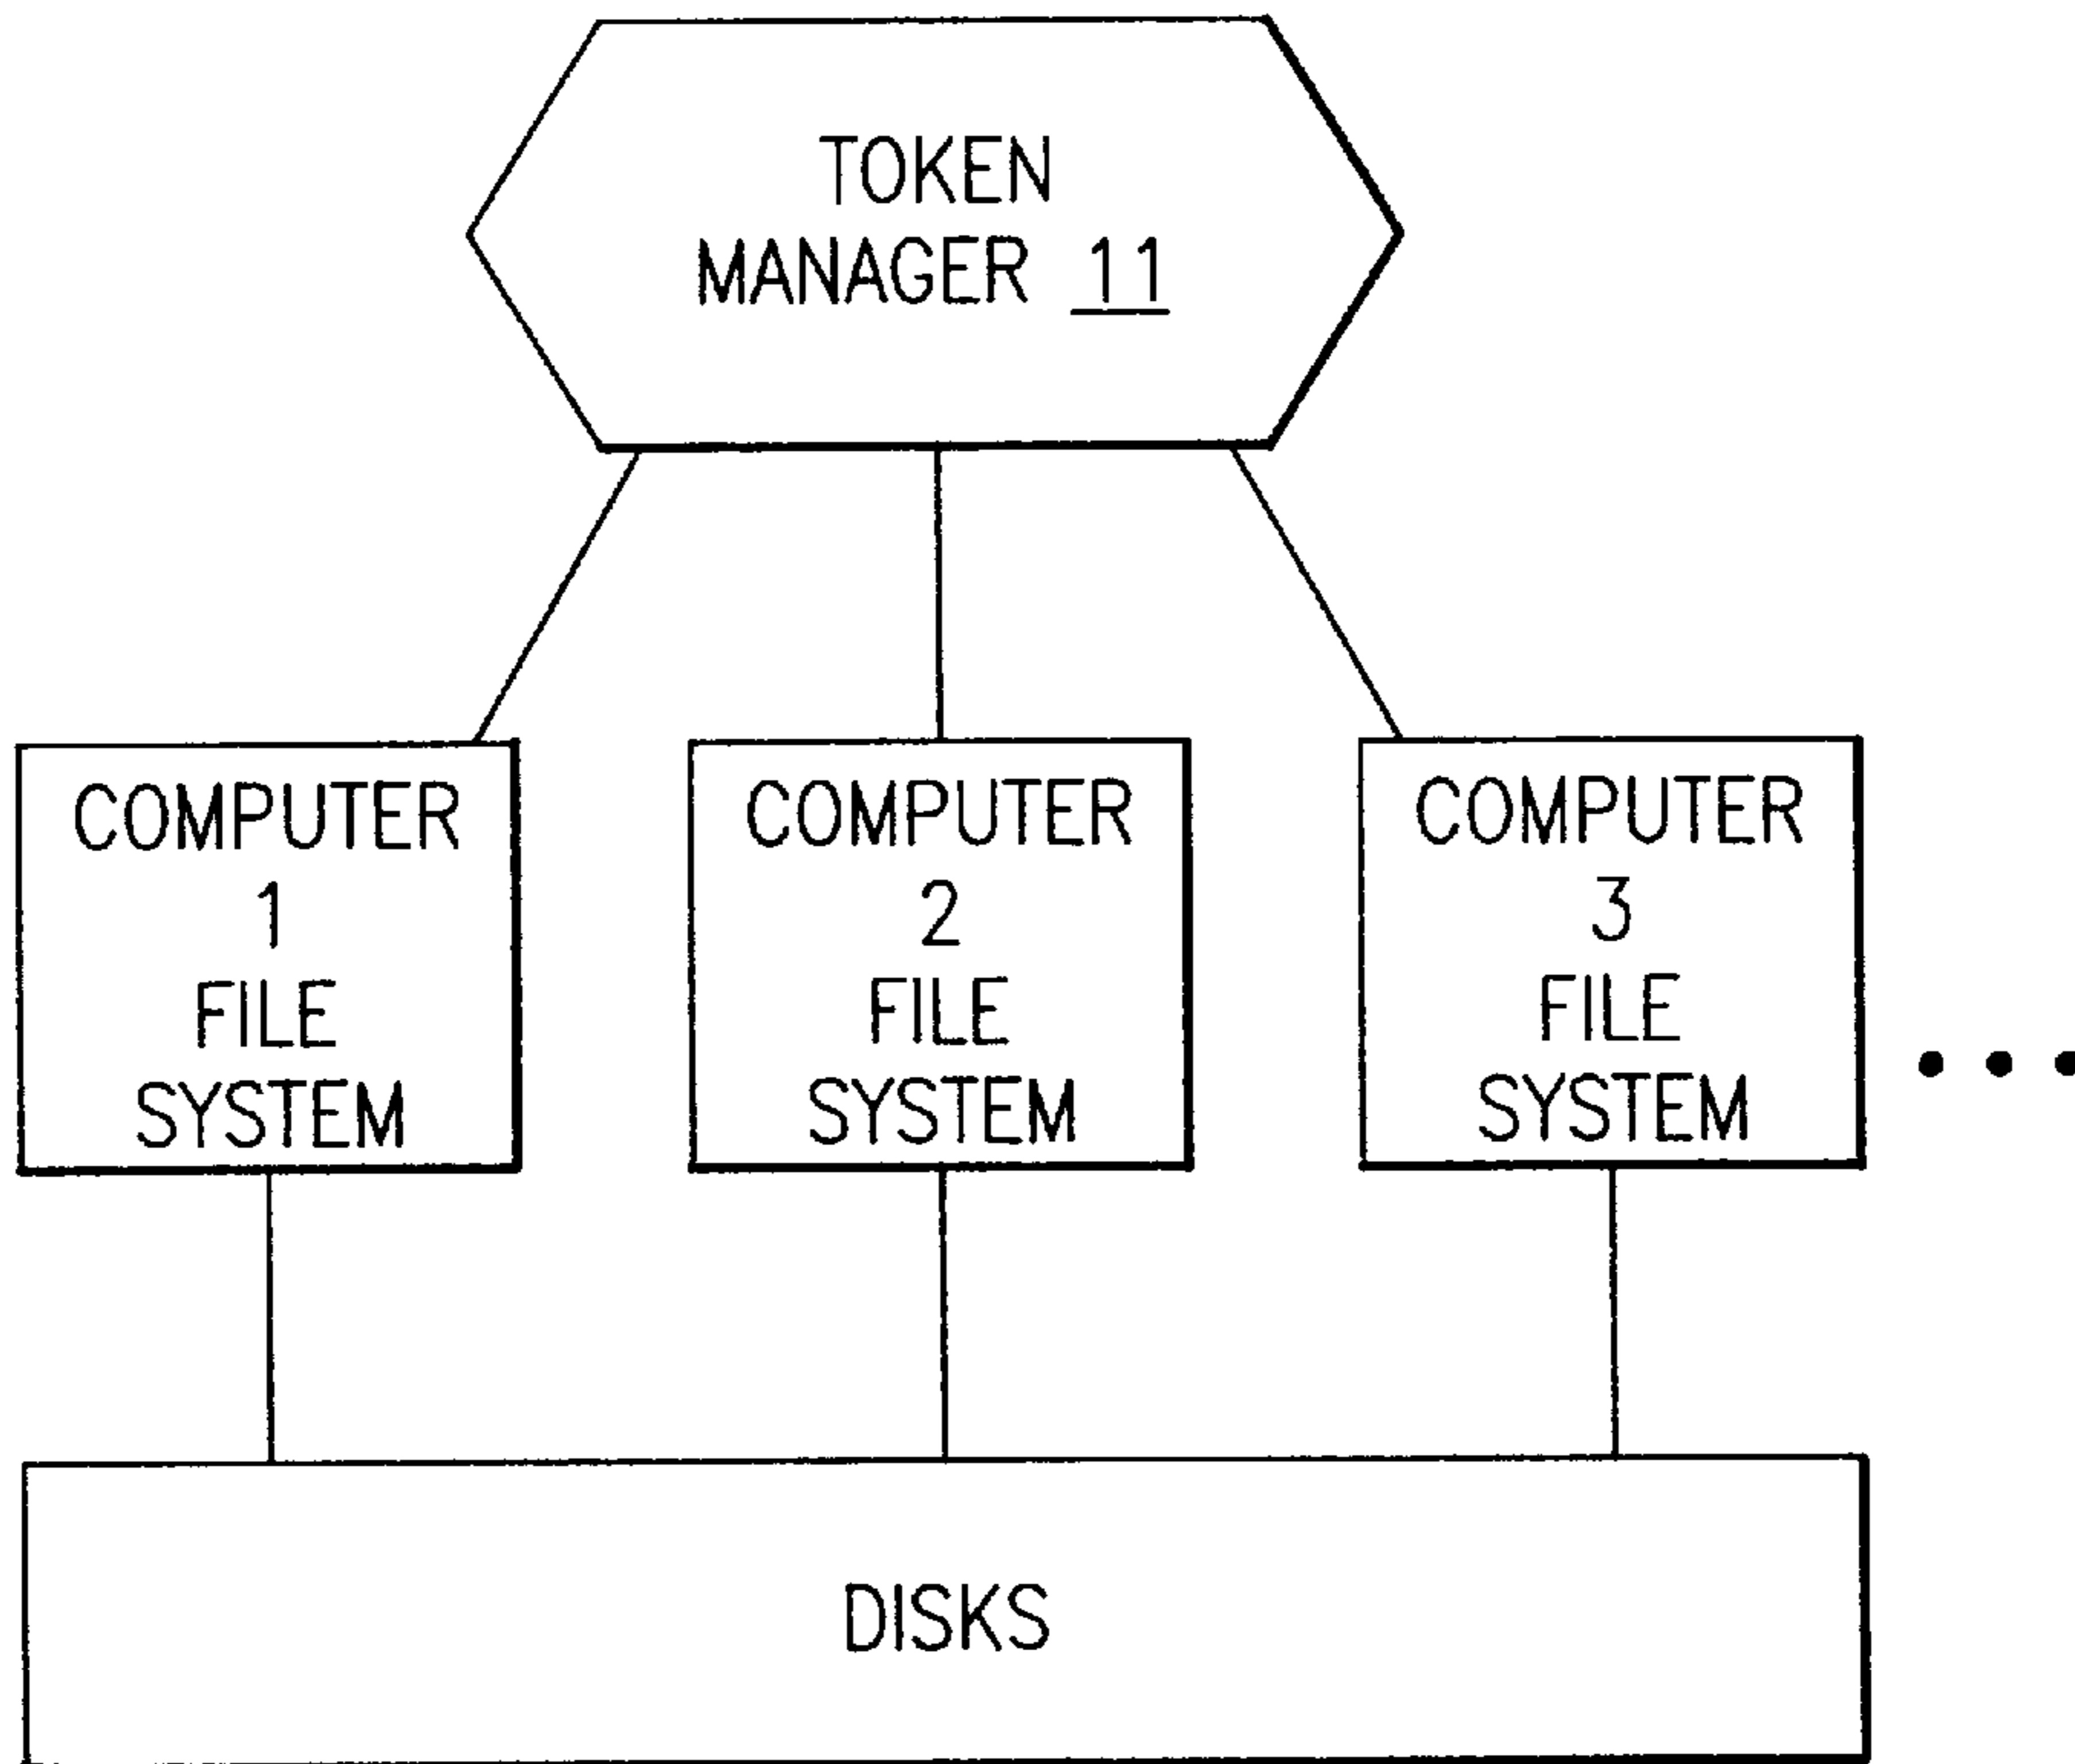 TOKEN
MANAGER 11
COMPUTER
1
FILE
SYSTEM
COMPUTER
2
FILE
SYSTEM
COMPUTER
3
FILE
SYSTEM
DISKS